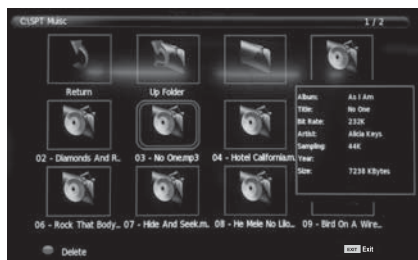 C:\SPT Muisc 1 / 2
Return Up Folder
Album: As I Am
Title: No One
Bit Rate: 232K
Artist: Alicia Keys
Sampling 44K
Year:
Size: 7238 KBytes
02 - Diamonds And R.. 03 - No One.mp3 04 - Hotel California.m.
06 - Rock That Body.. 07 - Hide And Seek.m.. 08 - He Mele No Lilo.. 09 - Bird On A Wire..
Delete EXIT Exit